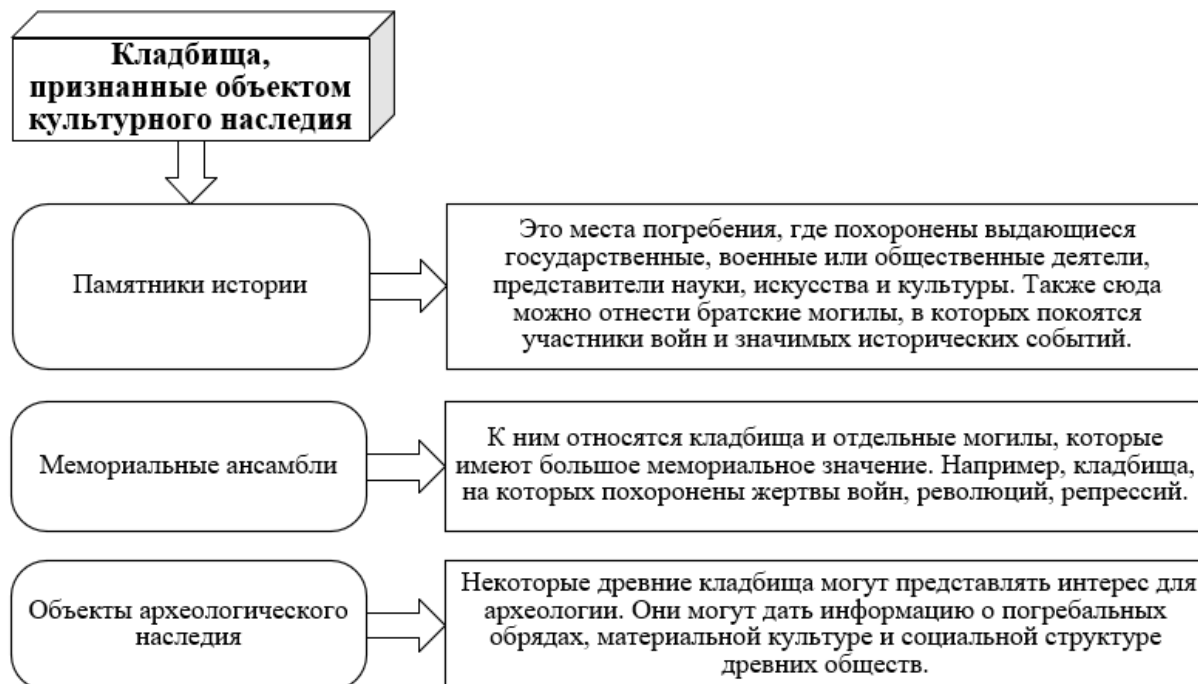 Кладбища,
признанные объектом
культурного наследия
Памятники истории
Это места погребения, где похоронены выдающиеся
государственные, военные или общественные деятели,
представители науки, искусства и культуры. Также сюда
можно отнести братские могилы, в которых покоятся
участники войн и значимых исторических событий.
Мемориальные ансамбли
К ним относятся кладбища и отдельные могилы, которые
имеют большое мемориальное значение. Например, кладбища,
на которых похоронены жертвы войн, революций, репрессий.
Объекты археологического
наследия
Некоторые древние кладбища могут представлять интерес для
археологии. Они могут дать информацию о погребальных
обрядах, материальной культуре и социальной структуре
древних обществ.